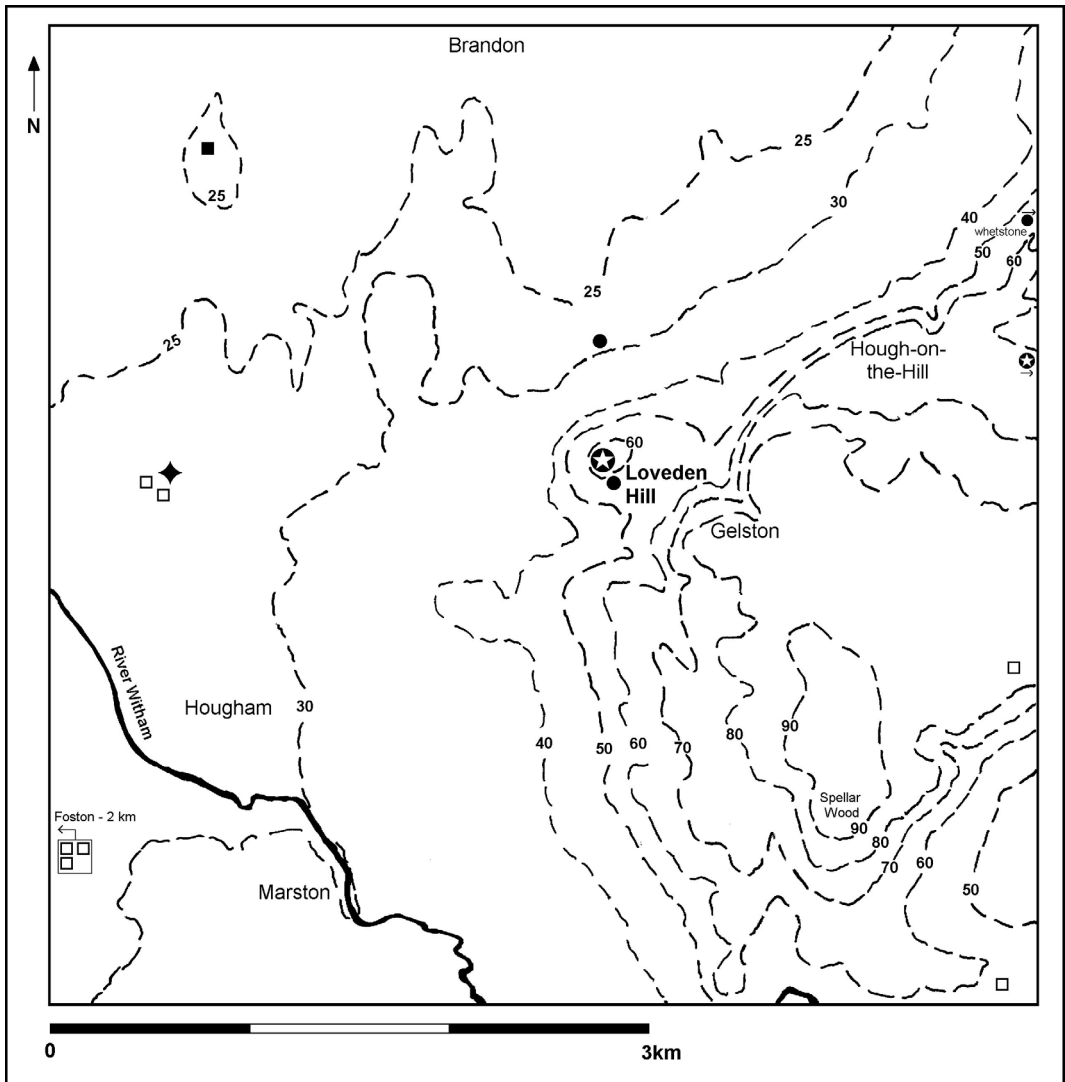 Brandon
N
25
25
30
40
whetstone
50
60
25
25
Hough-on-
the-Hill
60
Loveden
Hill
Gelston
River Witham
Hougham
30
40
50
60
70
80
90
Spellar
Wood
90
80
70
60
50
Foston - 2 km
Marston
0
3km